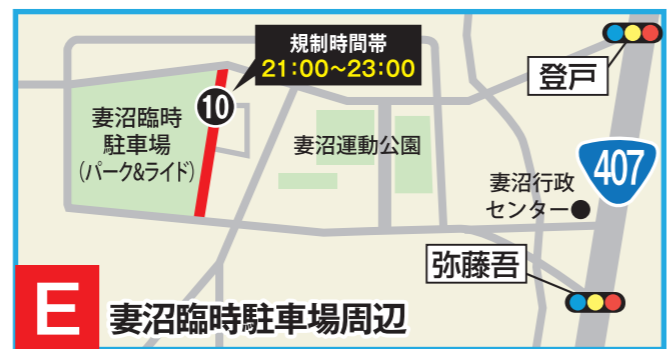 規制時間帯
21:00~23:00
登戸
10
妻沼臨時
駐車場
(パーク&ライド)
妻沼運動公園
407
妻沼行政
センター●
弥藤吾
E
妻沼臨時駐車場周辺